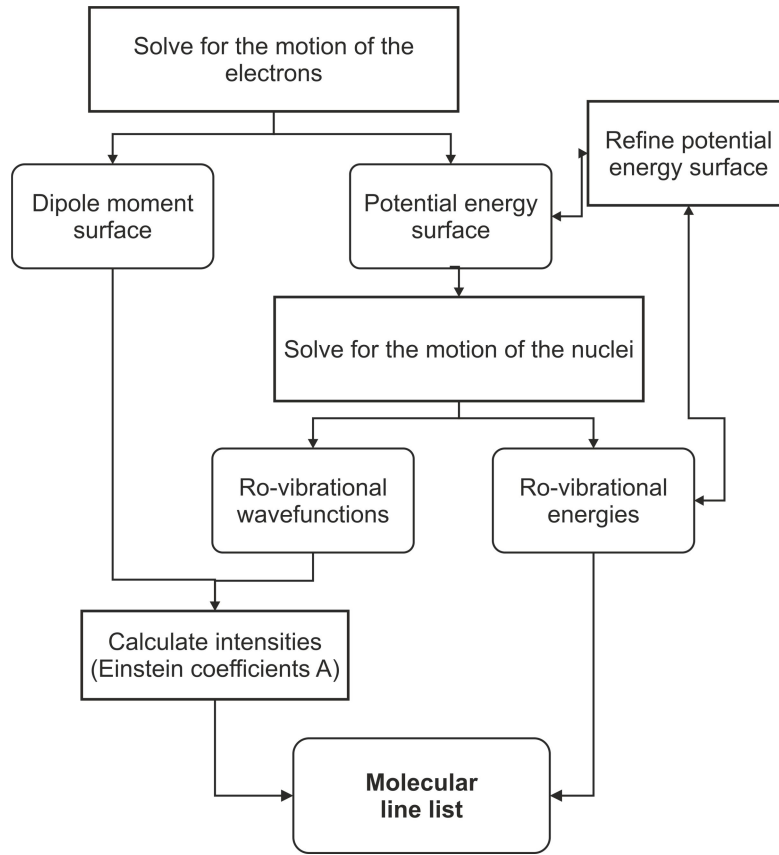 Solve for the motion of the
electrons
Refine potential
energy surface
Dipole moment
surface
Potential energy
surface
Solve for the motion of the nuclei
Ro-vibrational
wavefunctions
Ro-vibrational
energies
Calculate intensities
(Einstein coefficients A)
Molecular
line list